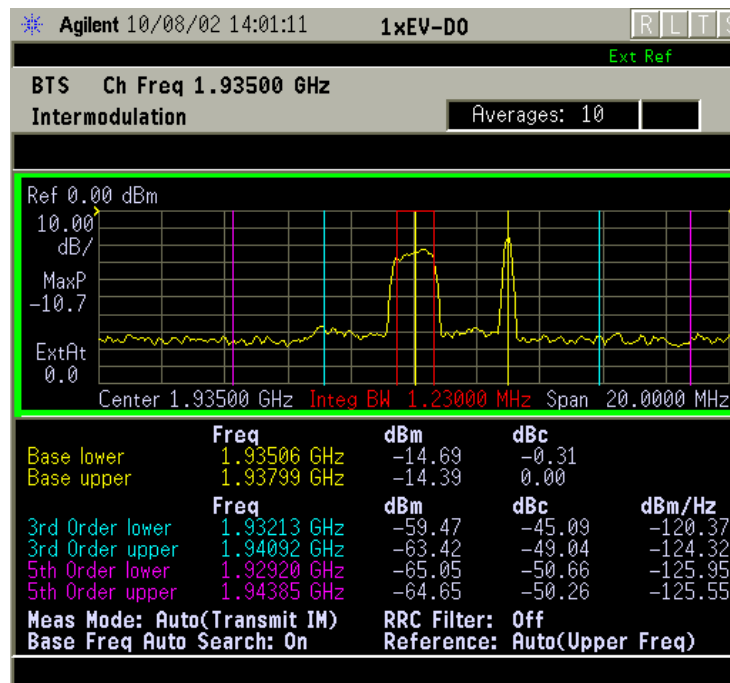 Agilent 10/08/02 14:01:11 1xEV-DO R L T S
Ext Ref
BTS Ch Freq 1.93500 GHz
Intermodulation Averages: 10
Ref 0.00 dBm
10.00
dB/
MaxP
-10.7
ExtAt
0.0
Center 1.93500 GHz Integ BW 1.23000 MHz Span 20.0000 MHz
Freq dBm dBc
Base lower 1.93506 GHz -14.69 -0.31
Base upper 1.93799 GHz -14.39 0.00
Freq dBm dBc dBm/Hz
3rd Order lower 1.93213 GHz -59.47 -45.09 -120.37
3rd Order upper 1.94092 GHz -63.42 -49.04 -124.32
5th Order lower 1.92920 GHz -65.05 -50.66 -125.95
5th Order upper 1.94385 GHz -64.65 -50.26 -125.55
Meas Mode: Auto(Transmit IM) RRC Filter: Off
Base Freq Auto Search: On Reference: Auto(Upper Freq)